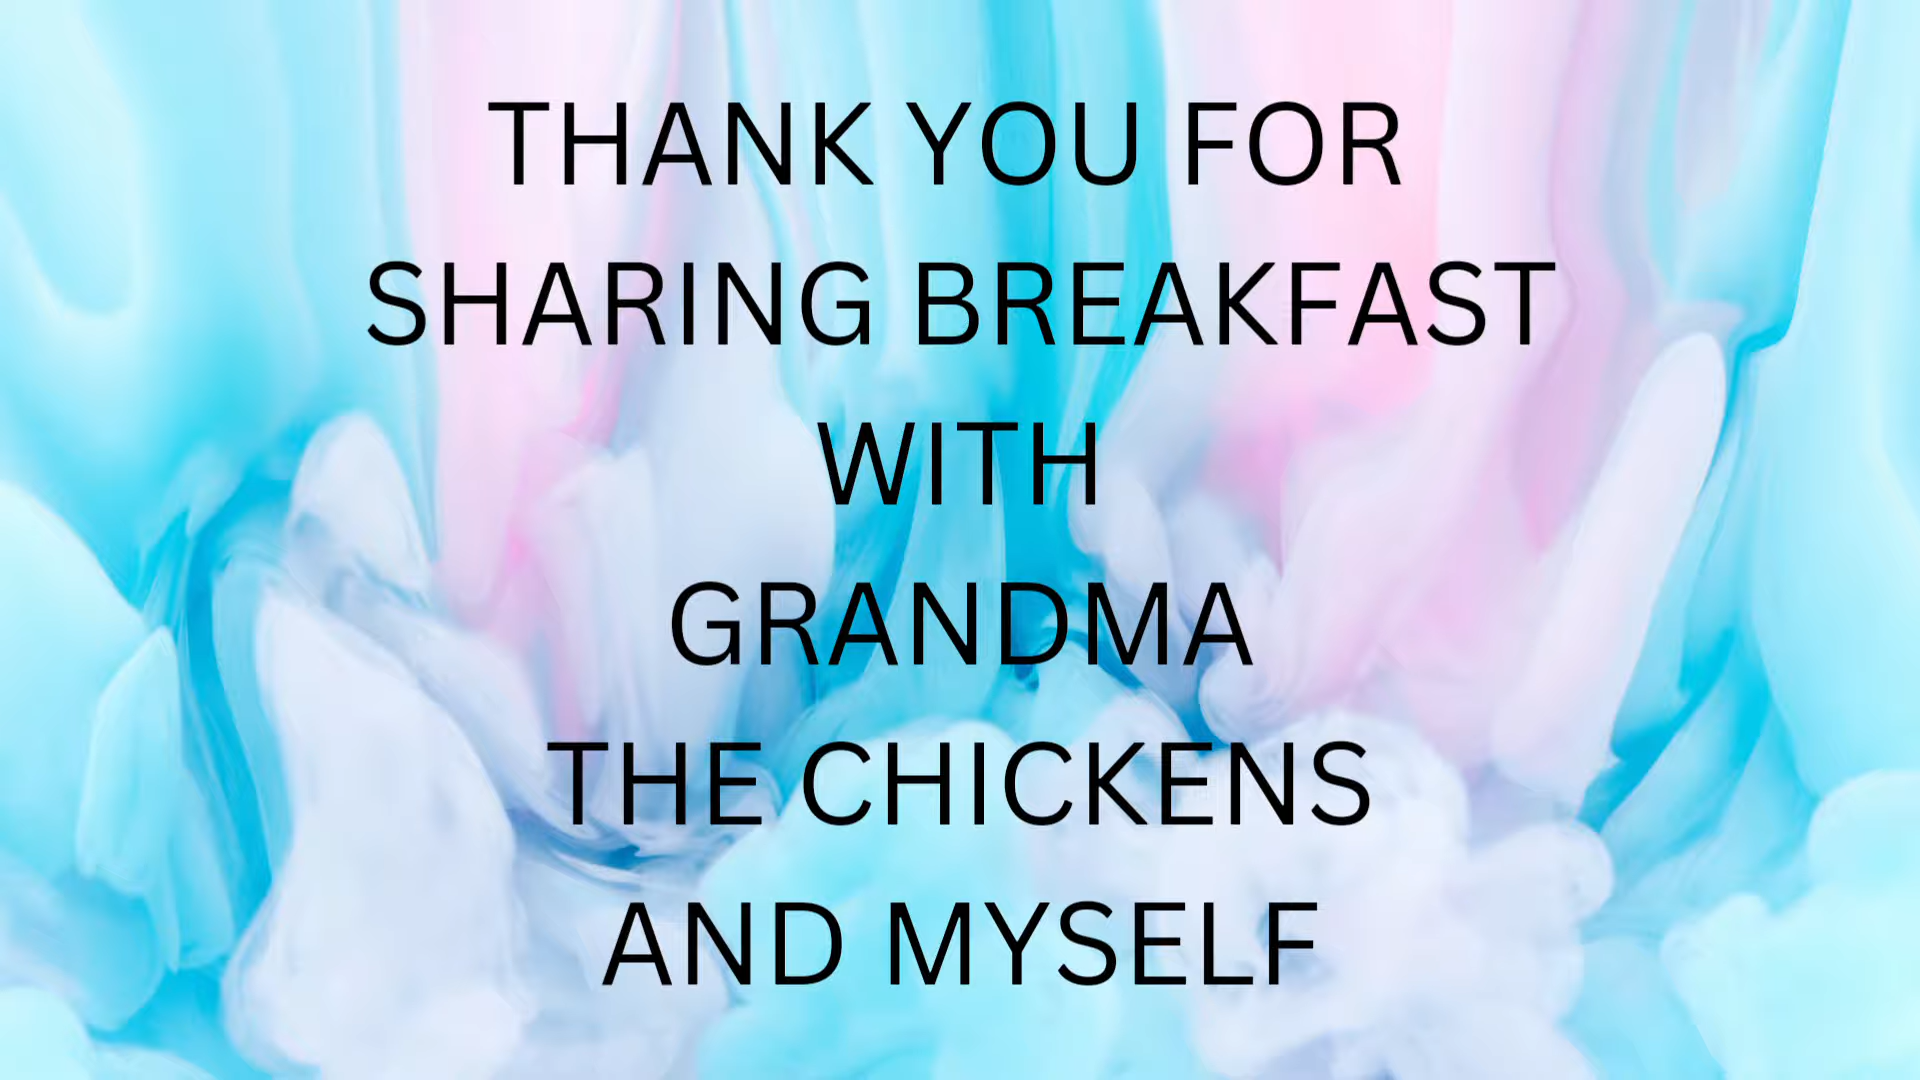 THANK YOU FOR
SHARING BREAKFAST
WITH
GRANDMA
THE CHICKENS
AND MYSELF